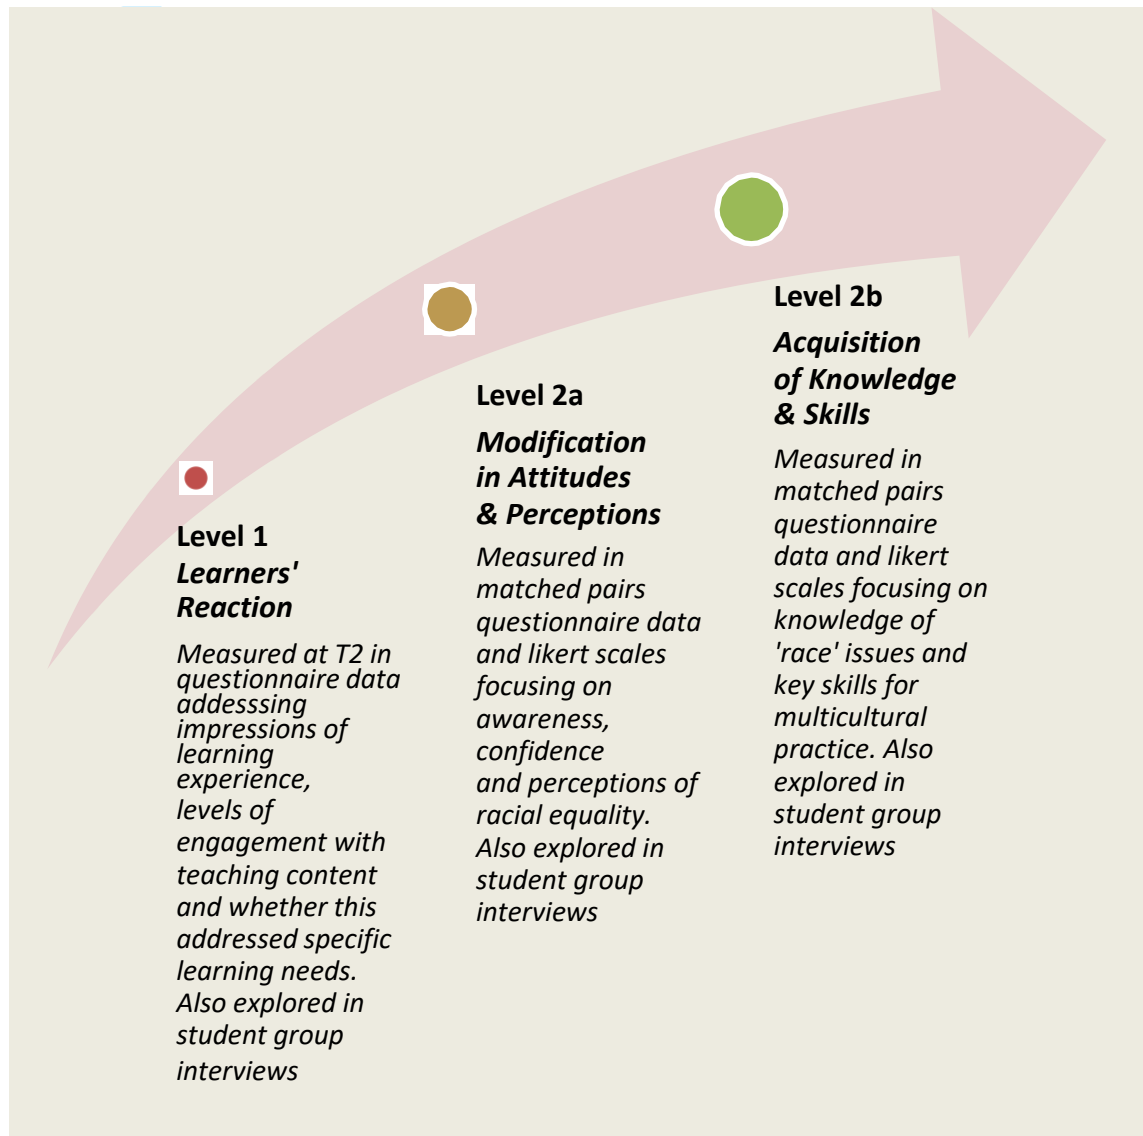 Level 1
Learners'
Reaction
Measured at T2 in
questionnaire data
addesssing
impressions of
learning
experience,
levels of
engagement with
teaching content
and whether this
addressed specific
learning needs.
Also explored in
student group
interviews
Level 2a
Modification
in Attitudes
& Perceptions
Measured in
matched pairs
questionnaire data
and likert scales
focusing on
awareness,
confidence
and perceptions of
racial equality.
Also explored in
student group
interviews
Level 2b
Acquisition
of Knowledge
& Skills
Measured in
matched pairs
questionnaire
data and likert
scales focusing on
knowledge of
'race' issues and
key skills for
multicultural
practice. Also
explored in
student group
interviews